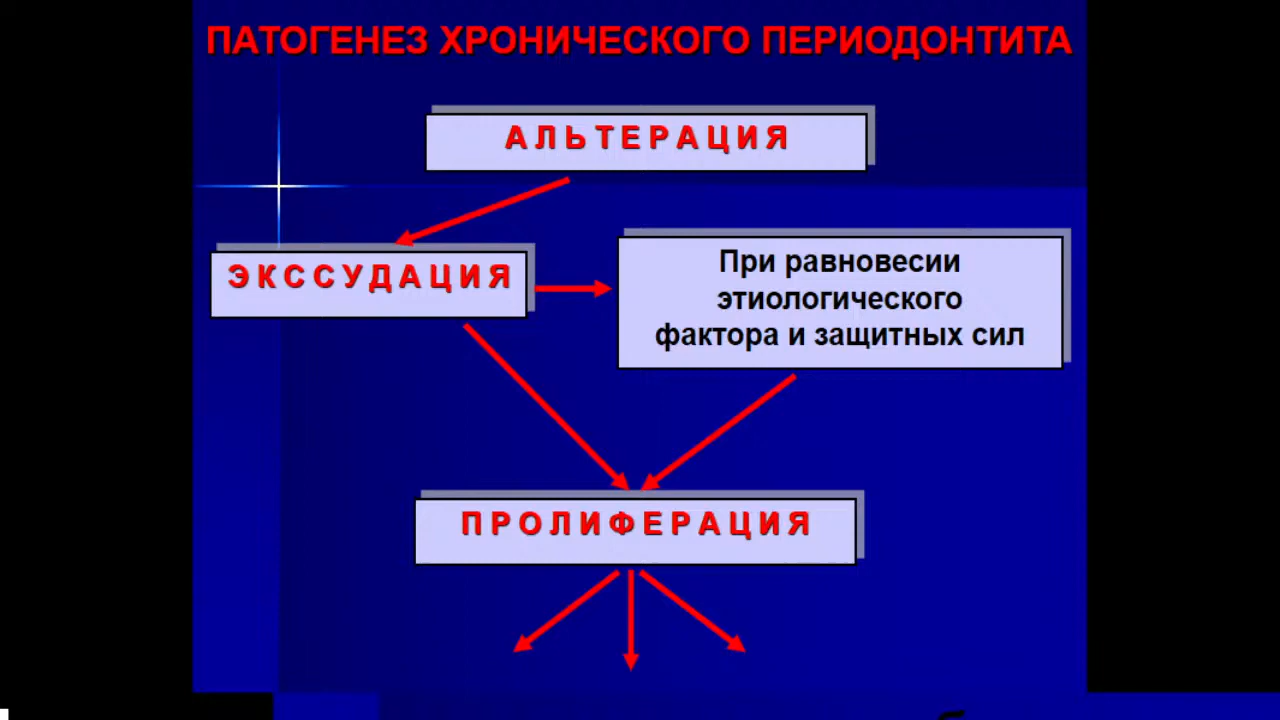 ПАТОГЕНЕЗ ХРОНИЧЕСКОГО ПЕРИОДОНТИТА
АЛЬТЕРАЦИЯ
ЭКССУДАЦИЯ
При равновесии
этиологического
фактора и защитных сил
ПРОЛИФЕРАЦИЯ